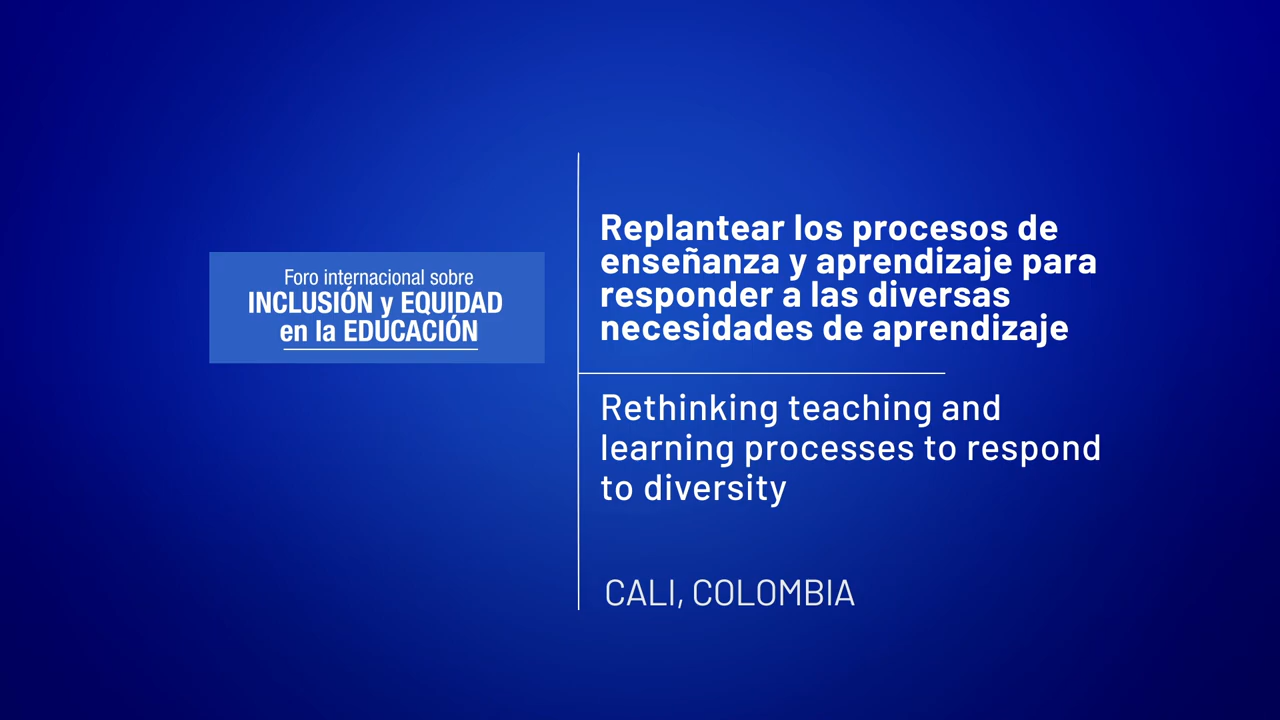 Foro internacional sobre
INCLUSIÓN y EQUIDAD
en la EDUCACIÓN
Replantear los procesos de
enseñanza y aprendizaje para
responder a las diversas
necesidades de aprendizaje
Rethinking teaching and
learning processes to respond
to diversity
CALI, COLOMBIA